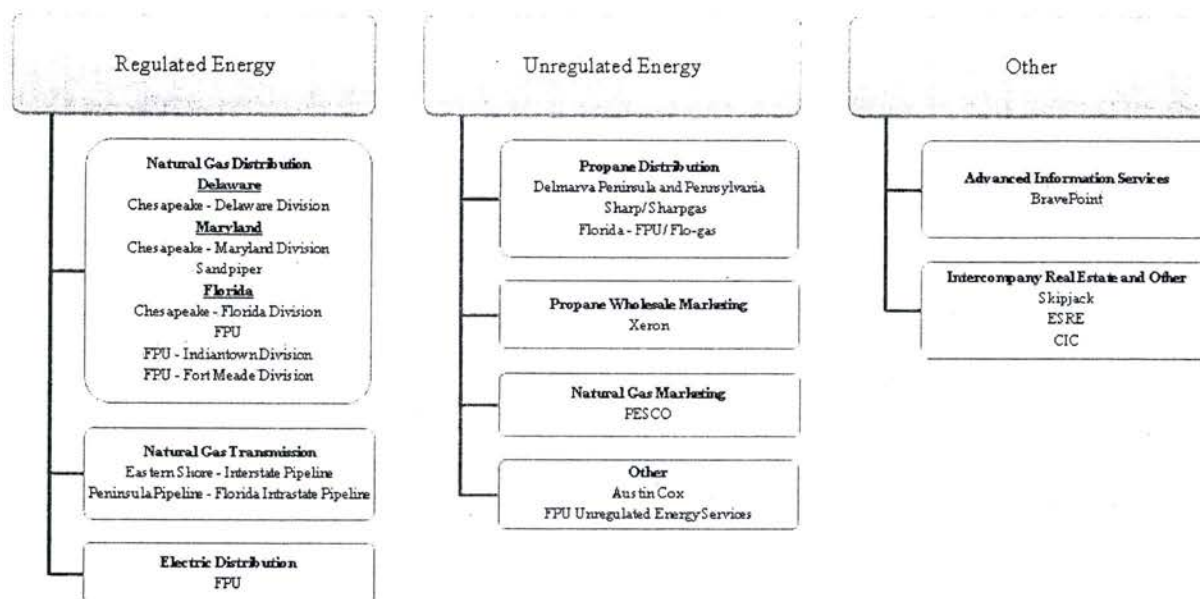 Regulated Energy
Natural Gas Distribution
Delaware
Chesapeake - Delaware Division
Maryland
Chesapeake - Maryland Division
Sandpiper
Florida
Chesapeake - Florida Division
FPU
FPU - Indiantown Division
FPU - Fort Meade Division
Natural Gas Transmission
Eastern Shore - Interstate Pipeline
Peninsula Pipeline - Florida Intrastate Pipeline
Electric Distribution
FPU
Unregulated Energy
Propane Distribution
Delmarva Peninsula and Pennsylvania
Sharp/Sharpgas
Florida - FPU/Flo-gas
Propane Wholesale Marketing
Xeron
Natural Gas Marketing
PESCO
Other
Austin Cox
FPU Unregulated Energy Services
Other
Advanced Information Services
BravePoint
Intercompany Real Estate and Other
Skipjack
ESRE
CIC